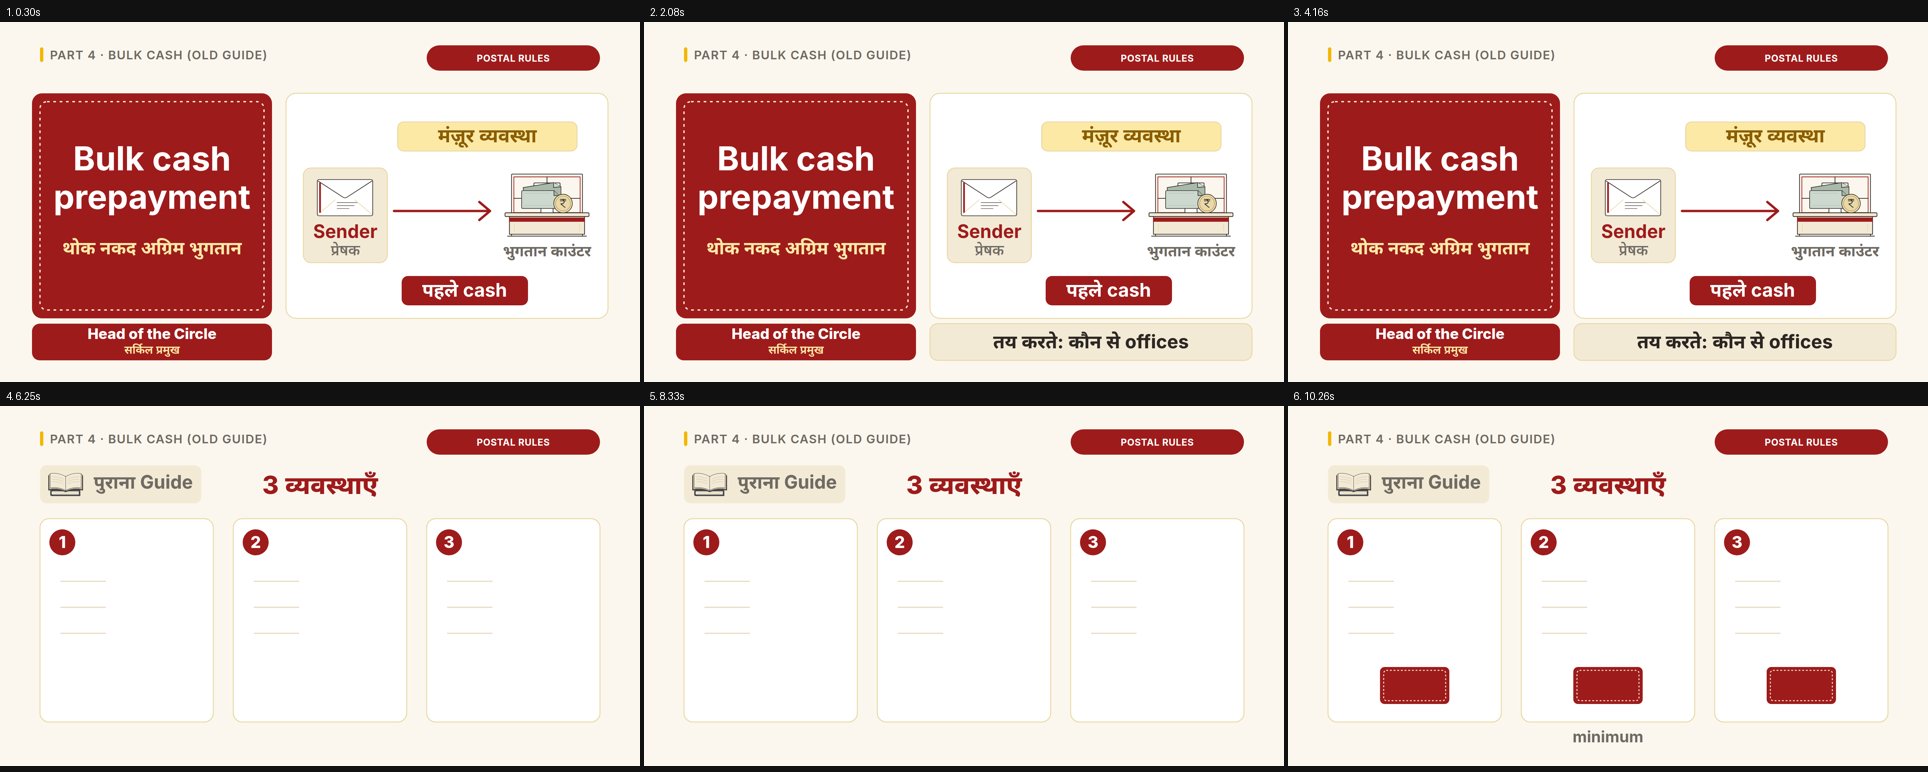 1. 0.30s
PART 4 · BULK CASH (OLD GUIDE)
POSTAL RULES
Bulk cash
prepayment
थोक नकद अग्रिम भुगतान
Head of the Circle
सर्किल प्रमुख
मंज़ूर व्यवस्था
Sender
प्रेषक
₹
भुगतान काउंटर
पहले cash
2. 2.08s
PART 4 · BULK CASH (OLD GUIDE)
POSTAL RULES
Bulk cash
prepayment
थोक नकद अग्रिम भुगतान
Head of the Circle
सर्किल प्रमुख
मंज़ूर व्यवस्था
Sender
प्रेषक
₹
भुगतान काउंटर
पहले cash
तय करते: कौन से offices
3. 4.16s
PART 4 · BULK CASH (OLD GUIDE)
POSTAL RULES
Bulk cash
prepayment
थोक नकद अग्रिम भुगतान
Head of the Circle
सर्किल प्रमुख
मंज़ूर व्यवस्था
Sender
प्रेषक
₹
भुगतान काउंटर
पहले cash
तय करते: कौन से offices
4. 6.25s
PART 4 · BULK CASH (OLD GUIDE)
POSTAL RULES
पुराना Guide
3 व्यवस्थाएँ
1
2
3
5. 8.33s
PART 4 · BULK CASH (OLD GUIDE)
POSTAL RULES
पुराना Guide
3 व्यवस्थाएँ
1
2
3
6. 10.26s
PART 4 · BULK CASH (OLD GUIDE)
POSTAL RULES
पुराना Guide
3 व्यवस्थाएँ
1
2
3
minimum